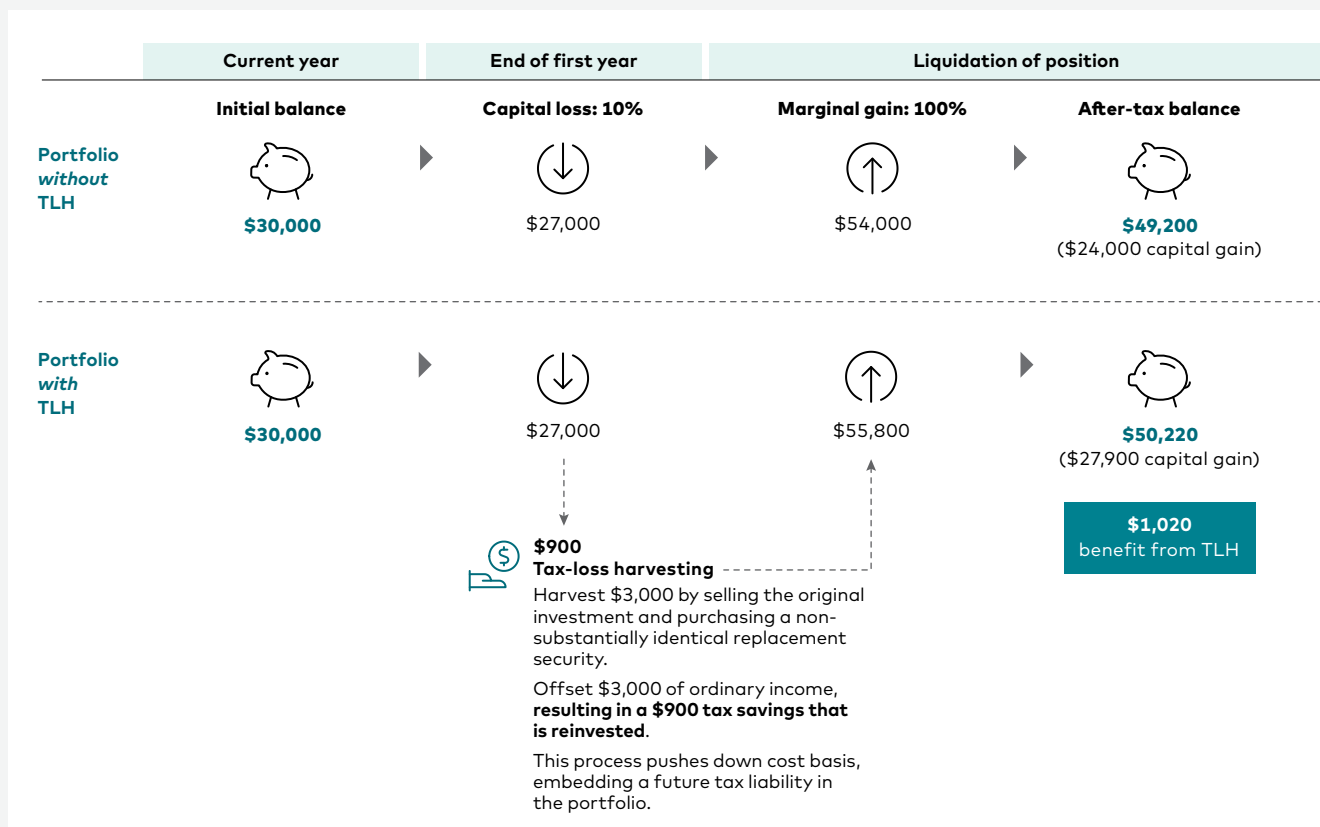 Current year
End of first year
Liquidation of position
Initial balance
Capital loss: 10%
Marginal gain: 100%
After-tax balance
Portfolio
without
TLH
$30,000
$27,000
$54,000
$49,200
($24,000 capital gain)
Portfolio
with
TLH
$30,000
$27,000
$55,800
$50,220
($27,900 capital gain)
$1,020
benefit from TLH
$
$900
Tax-loss harvesting
Harvest $3,000 by selling the original
investment and purchasing a non-
substantially identical replacement
security.
Offset $3,000 of ordinary income,
resulting in a $900 tax savings that
is reinvested.
This process pushes down cost basis,
embedding a future tax liability in
the portfolio.